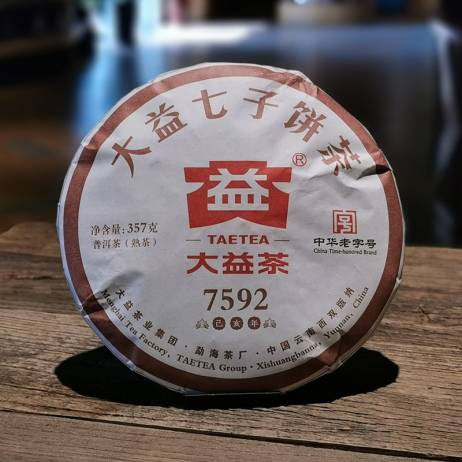 大益七子饼茶
益
®
TAETEA
大益茶
净含量:357克
普洱茶(熟茶)
中华老字号
China Time-honored Brand
7592
己亥年
大益茶业集团·勐海茶厂·中国云南西双版纳
Menghai Tea Factory, TAETEA Group·Xishuangbanna, Yunnan, China